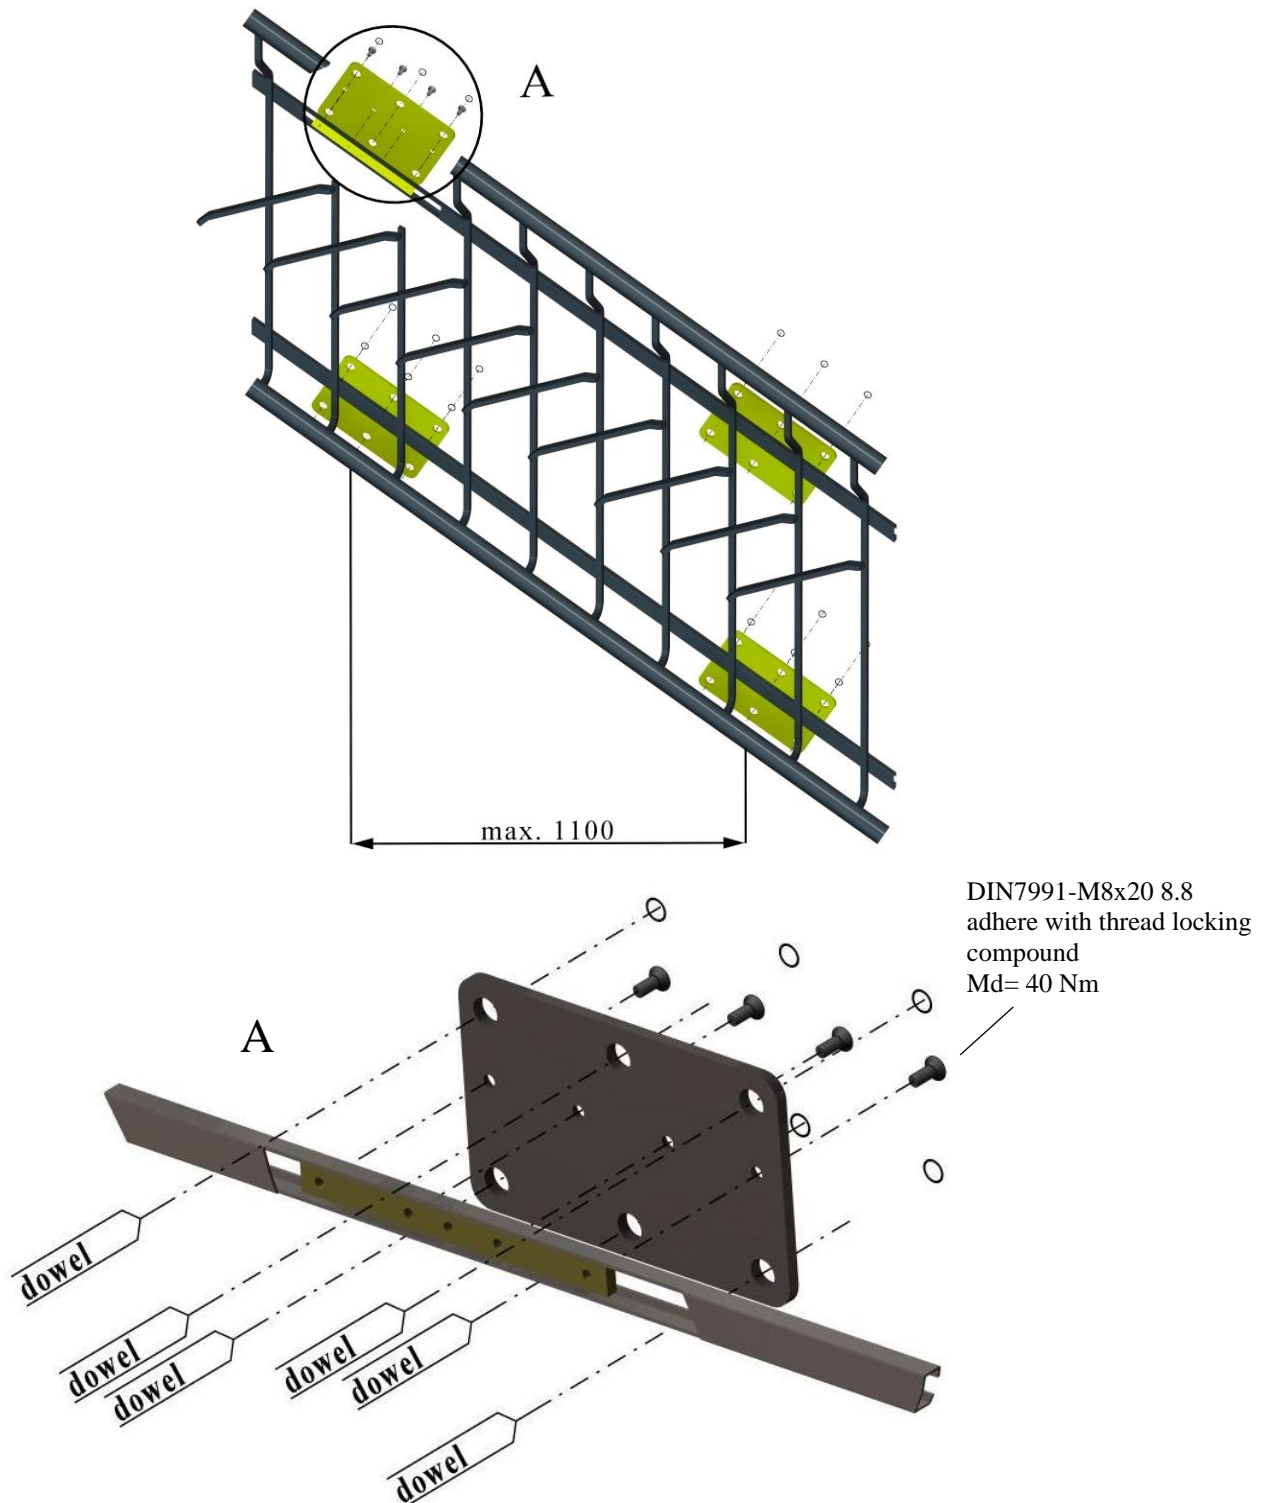 A
max. 1100
DIN7991-M8x20 8.8
adhere with thread locking
compound
Md= 40 Nm
A
dowel
dowel
dowel
dowel
dowel
dowel